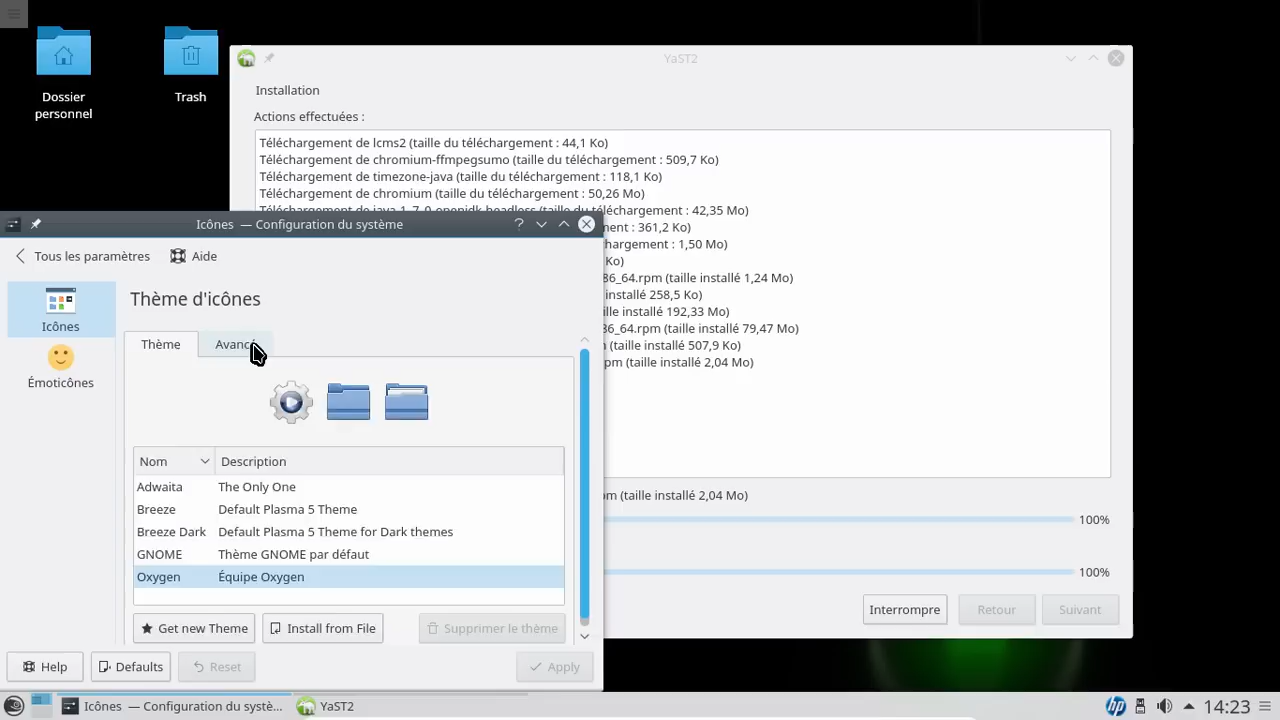 Dossier
personnel
Trash
YaST2
Installation
Actions effectuées :
Téléchargement de lcms2 (taille du téléchargement : 44,1 Ko)
Téléchargement de chromium-ffmpegsumo (taille du téléchargement : 509,7 Ko)
Téléchargement de timezone-java (taille du téléchargement : 118,1 Ko)
Téléchargement de chromium (taille du téléchargement : 50,26 Mo)
(taille du téléchargement : 42,35 Mo)
ement : 361,2 Ko)
hargement : 1,50 Mo)
Ko)
86_64.rpm (taille installé 1,24 Mo)
installé 258,5 Ko)
lle installé 192,33 Mo)
86_64.rpm (taille installé 79,47 Mo)
n (taille installé 507,9 Ko)
pm (taille installé 2,04 Mo)
pm (taille installé 2,04 Mo)
100%
100%
Interrompre
Retour
Suivant
Icônes — Configuration du système
Tous les paramètres
Aide
Icônes
Émoticônes
Thème d'icônes
Thème
Avancé
Nom Description
Adwaita The Only One
Breeze Default Plasma 5 Theme
Breeze Dark Default Plasma 5 Theme for Dark themes
GNOME Thème GNOME par défaut
Oxygen Équipe Oxygen
Get new Theme
Install from File
Supprimer le thème
Help
Defaults
Reset
Apply
Icônes — Configuration du systè...
YaST2
hp
14:23